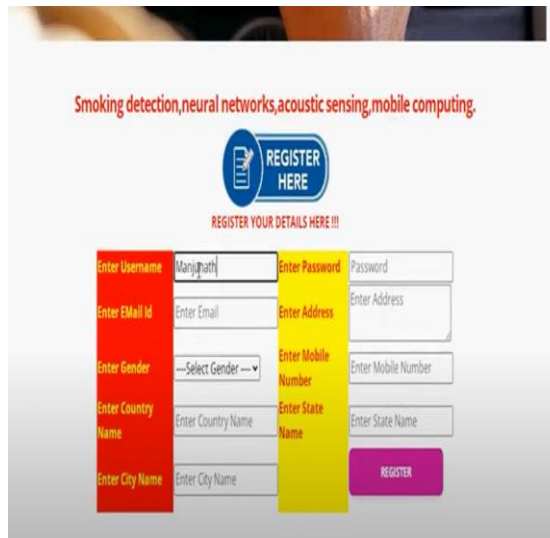 Smoking detection,neural networks,acoustic sensing,mobile computing.
REGISTER
HERE
REGISTER YOUR DETAILS HERE !!!
Enter Username Manjunath Enter Password Password
Enter EMail Id Enter Email Enter Address Enter Address
Enter Gender ----Select Gender ---- Enter Mobile Number Enter Mobile Number
Enter Country Name Enter Country Name Enter State Name Enter State Name
Enter City Name Enter City Name REGISTER